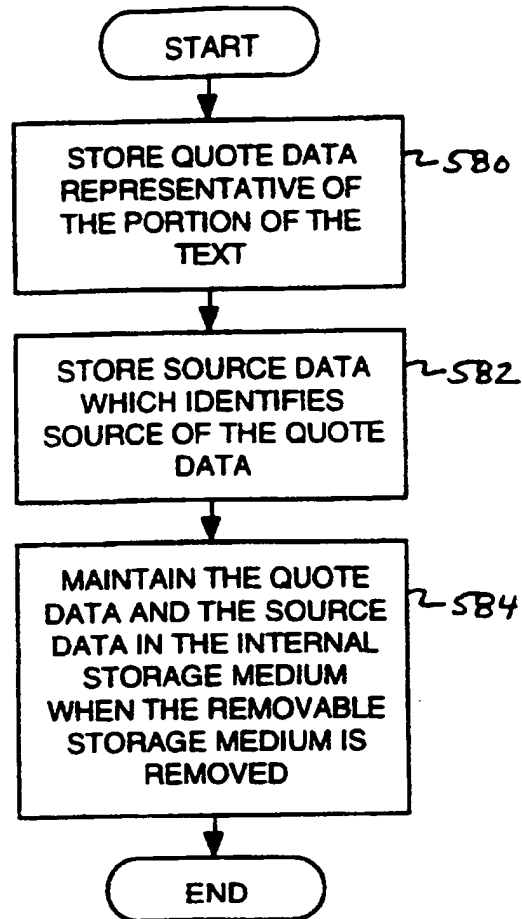 START
STORE QUOTE DATA
580
REPRESENTATIVE OF
THE PORTION OF THE
TEXT
STORE SOURCE DATA
582
WHICH IDENTIFIES
SOURCE OF THE QUOTE
DATA
MAINTAIN THE QUOTE
584
DATA AND THE SOURCE
DATA IN THE INTERNAL
STORAGE MEDIUM
WHEN THE REMOVABLE
STORAGE MEDIUM IS
REMOVED
END